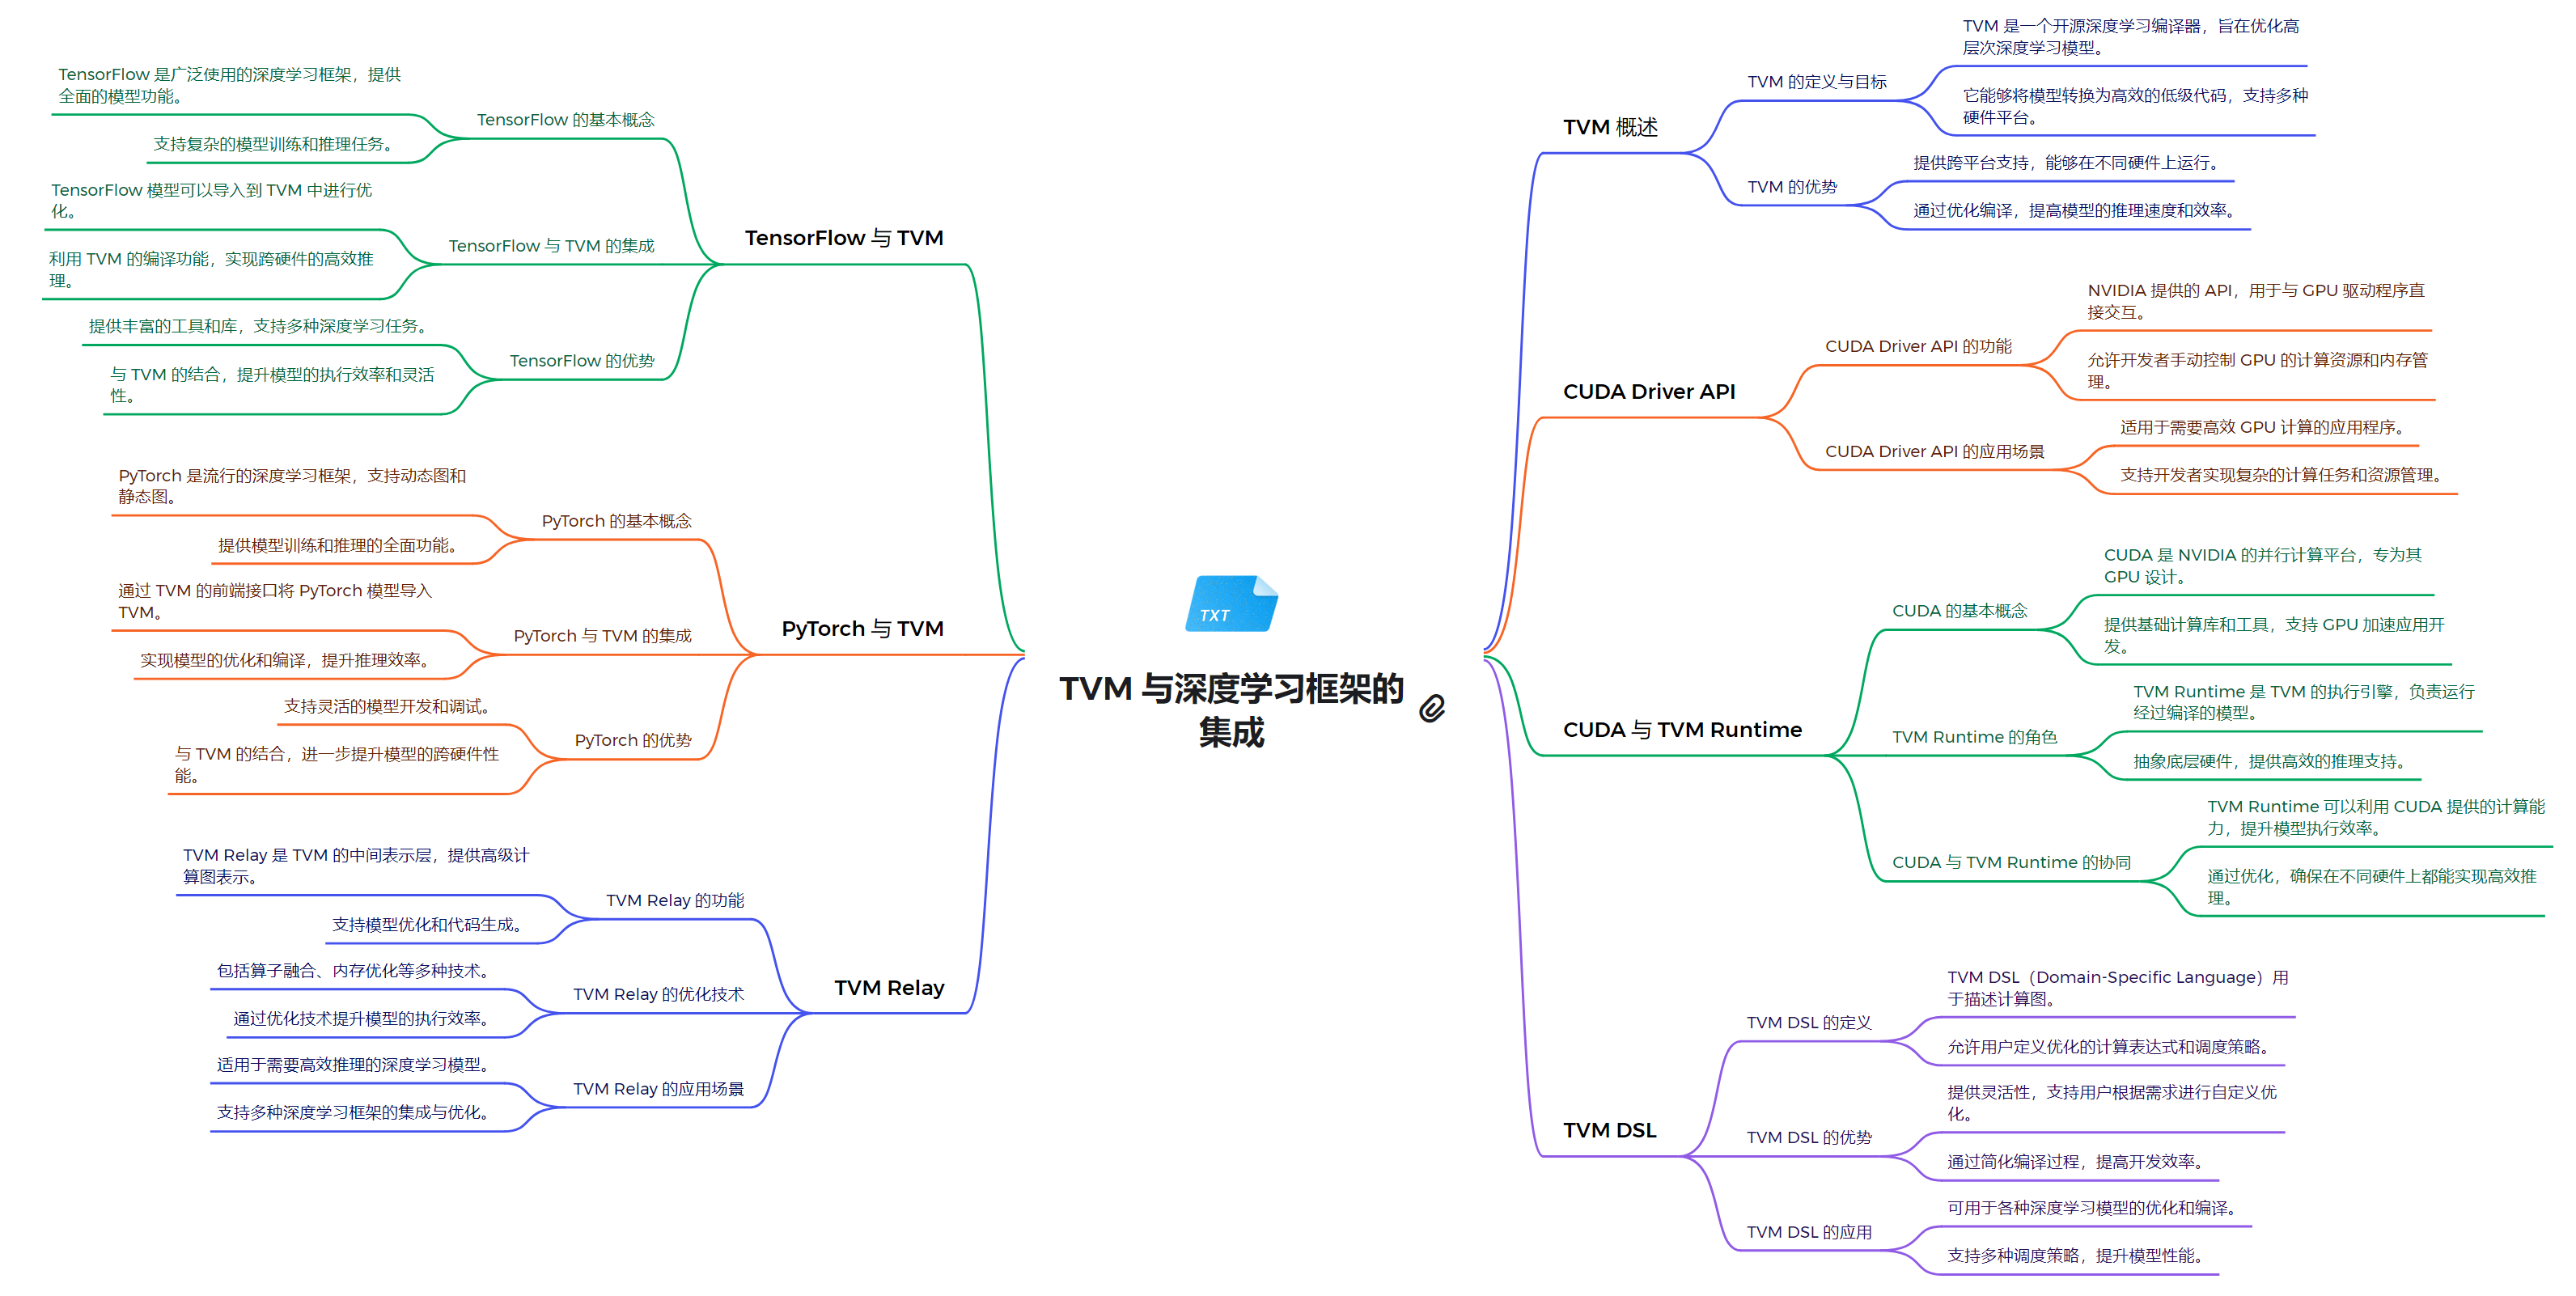 TXT
TVM 与深度学习框架的
集成
TVM 概述
TVM 的定义与目标
TVM 是一个开源深度学习编译器，旨在优化高
层次深度学习模型。
它能够将模型转换为高效的低级代码，支持多种
硬件平台。
TVM 的优势
提供跨平台支持，能够在不同硬件上运行。
通过优化编译，提高模型的推理速度和效率。
CUDA Driver API
CUDA Driver API 的功能
NVIDIA 提供的 API，用于与 GPU 驱动程序直
接交互。
允许开发者手动控制 GPU 的计算资源和内存管
理。
CUDA Driver API 的应用场景
适用于需要高效 GPU 计算的应用程序。
支持开发者实现复杂的计算任务和资源管理。
CUDA 与 TVM Runtime
CUDA 的基本概念
CUDA 是 NVIDIA 的并行计算平台，专为其
GPU 设计。
提供基础计算库和工具，支持 GPU 加速应用开
发。
TVM Runtime 的角色
TVM Runtime 是 TVM 的执行引擎，负责运行
经过编译的模型。
抽象底层硬件，提供高效的推理支持。
CUDA 与 TVM Runtime 的协同
TVM Runtime 可以利用 CUDA 提供的计算能
力，提升模型执行效率。
通过优化，确保在不同硬件上都能实现高效推
理。
TVM DSL
TVM DSL 的定义
TVM DSL（Domain-Specific Language）用
于描述计算图。
允许用户定义优化的计算表达式和调度策略。
TVM DSL 的优势
提供灵活性，支持用户根据需求进行自定义优
化。
通过简化编译过程，提高开发效率。
TVM DSL 的应用
可用于各种深度学习模型的优化和编译。
支持多种调度策略，提升模型性能。
TensorFlow 与 TVM
TensorFlow 的基本概念
TensorFlow 是广泛使用的深度学习框架，提供
全面的模型功能。
支持复杂的模型训练和推理任务。
TensorFlow 与 TVM 的集成
TensorFlow 模型可以导入到 TVM 中进行优
化。
利用 TVM 的编译功能，实现跨硬件的高效推
理。
TensorFlow 的优势
提供丰富的工具和库，支持多种深度学习任务。
与 TVM 的结合，提升模型的执行效率和灵活
性。
PyTorch 与 TVM
PyTorch 的基本概念
PyTorch 是流行的深度学习框架，支持动态图和
静态图。
提供模型训练和推理的全面功能。
PyTorch 与 TVM 的集成
通过 TVM 的前端接口将 PyTorch 模型导入
TVM。
实现模型的优化和编译，提升推理效率。
PyTorch 的优势
支持灵活的模型开发和调试。
与 TVM 的结合，进一步提升模型的跨硬件性
能。
TVM Relay
TVM Relay 的功能
TVM Relay 是 TVM 的中间表示层，提供高级计
算图表示。
支持模型优化和代码生成。
TVM Relay 的优化技术
包括算子融合、内存优化等多种技术。
通过优化技术提升模型的执行效率。
TVM Relay 的应用场景
适用于需要高效推理的深度学习模型。
支持多种深度学习框架的集成与优化。